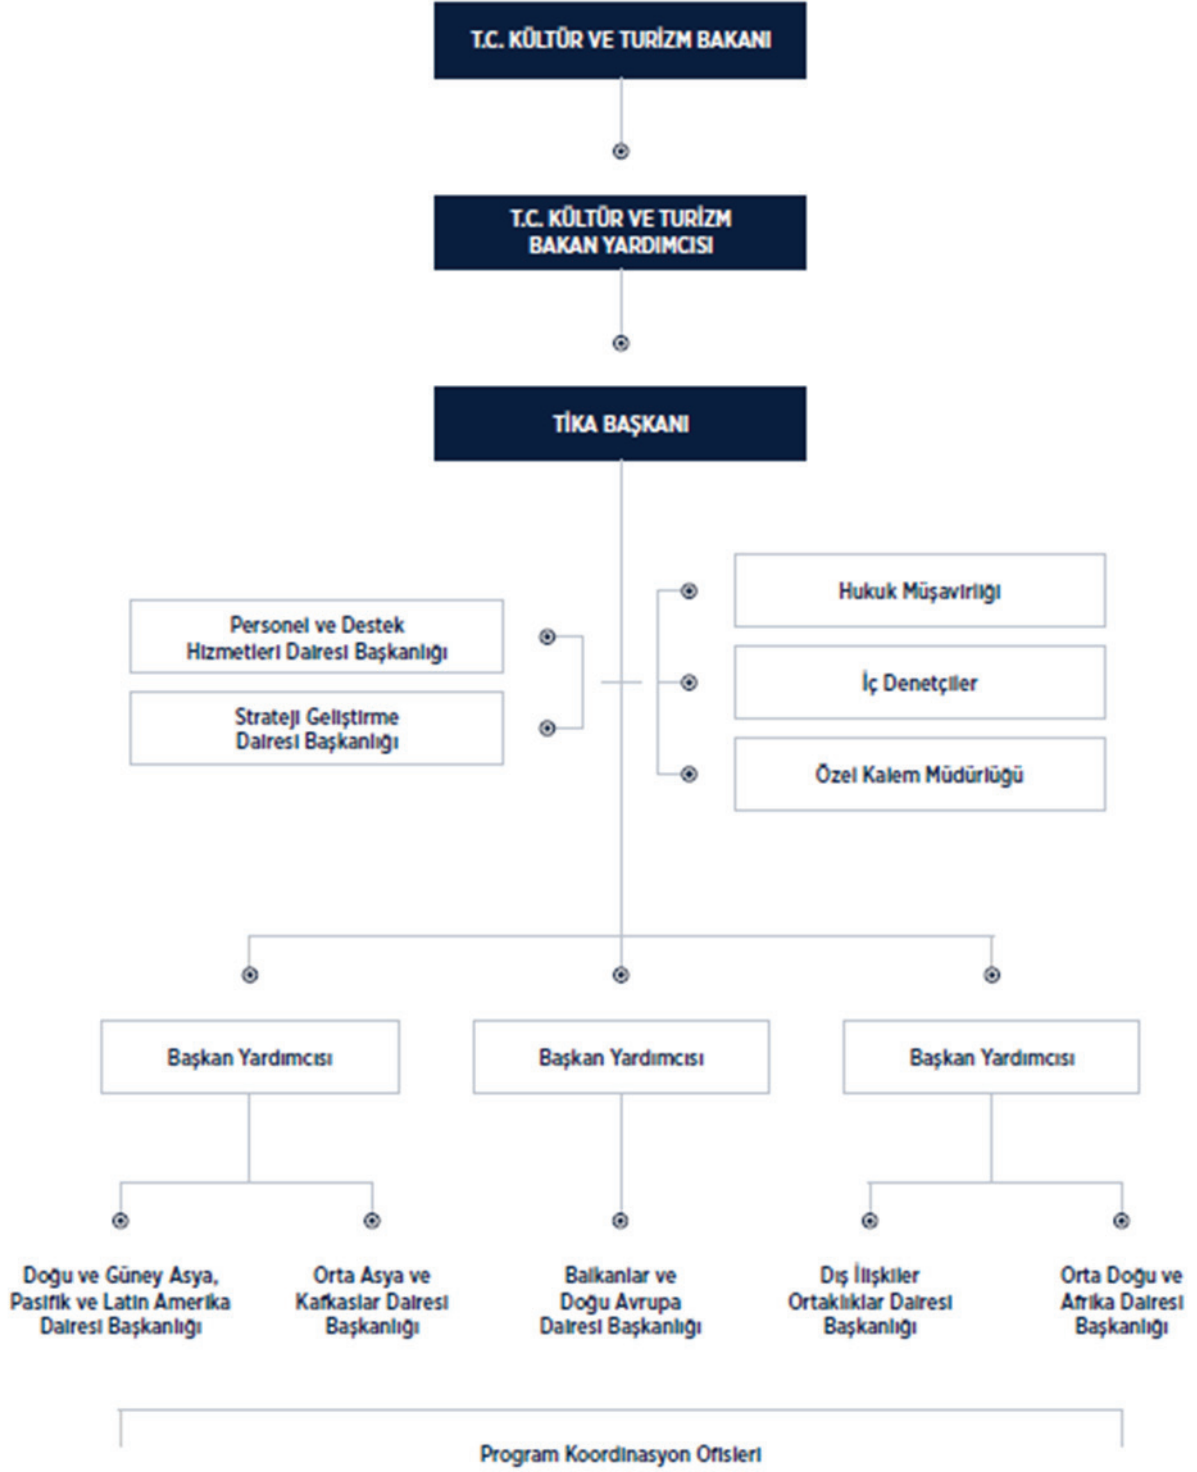 T.C. KÜLTÜR VE TURİZM BAKANI
T.C. KÜLTÜR VE TURİZM
BAKAN YARDIMCISI
TİKA BAŞKANI
Personel ve Destek
Hizmetleri Dairesi Başkanlığı
Strateji Geliştirme
Dairesi Başkanlığı
Hukuk Müşavirliği
İç Denetçiler
Özel Kalem Müdürlüğü
Başkan Yardımcısı
Başkan Yardımcısı
Başkan Yardımcısı
Doğu ve Güney Asya,
Pasifik ve Latin Amerika
Dairesi Başkanlığı
Orta Asya ve
Kafkaslar Dairesi
Başkanlığı
Balkanlar ve
Doğu Avrupa
Dairesi Başkanlığı
Dış İlişkiler
Ortaklıklar Dairesi
Başkanlığı
Orta Doğu ve
Afrika Dairesi
Başkanlığı
Program Koordinasyon Ofisleri